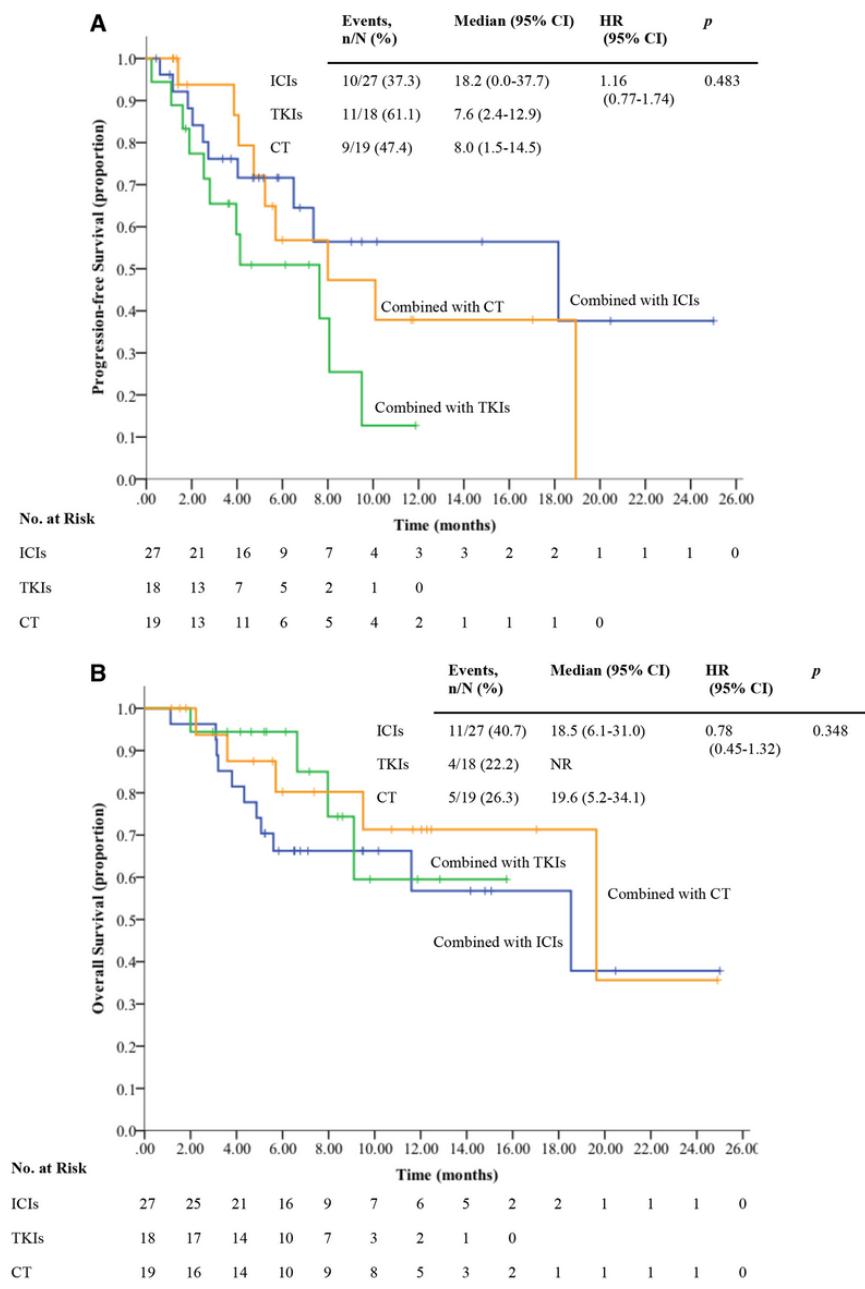 A
Events, Median (95% CI) HR p
n/N (%) (95% CI)
ICIs 10/27 (37.3) 18.2 (0.0-37.7) 1.16 0.483
(0.77-1.74)
TKIs 11/18 (61.1) 7.6 (2.4-12.9)
CT 9/19 (47.4) 8.0 (1.5-14.5)
Progression-free Survival (proportion)
1.0
0.9
0.8
0.7
0.6
0.5
0.4
0.3
0.2
0.1
0.0
Combined with ICIs
Combined with CT
Combined with TKIs
.00 2.00 4.00 6.00 8.00 10.00 12.00 14.00 16.00 18.00 20.00 22.00 24.00 26.00
Time (months)
No. at Risk
ICIs 27 21 16 9 7 4 3 3 2 2 1 1 1 0
TKIs 18 13 7 5 2 1 0
CT 19 13 11 6 5 4 2 1 1 1 0
B
Events, Median (95% CI) HR p
n/N (%) (95% CI)
ICIs 11/27 (40.7) 18.5 (6.1-31.0) 0.78 0.348
(0.45-1.32)
TKIs 4/18 (22.2) NR
CT 5/19 (26.3) 19.6 (5.2-34.1)
Overall Survival (proportion)
1.0
0.9
0.8
0.7
0.6
0.5
0.4
0.3
0.2
0.1
0.0
Combined with TKIs
Combined with CT
Combined with ICIs
.00 2.00 4.00 6.00 8.00 10.00 12.00 14.00 16.00 18.00 20.00 22.00 24.00 26.00
Time (months)
No. at Risk
ICIs 27 25 21 16 9 7 6 5 2 2 1 1 1 0
TKIs 18 17 14 10 7 3 2 1 0
CT 19 16 14 10 9 8 5 3 2 1 1 1 1 0